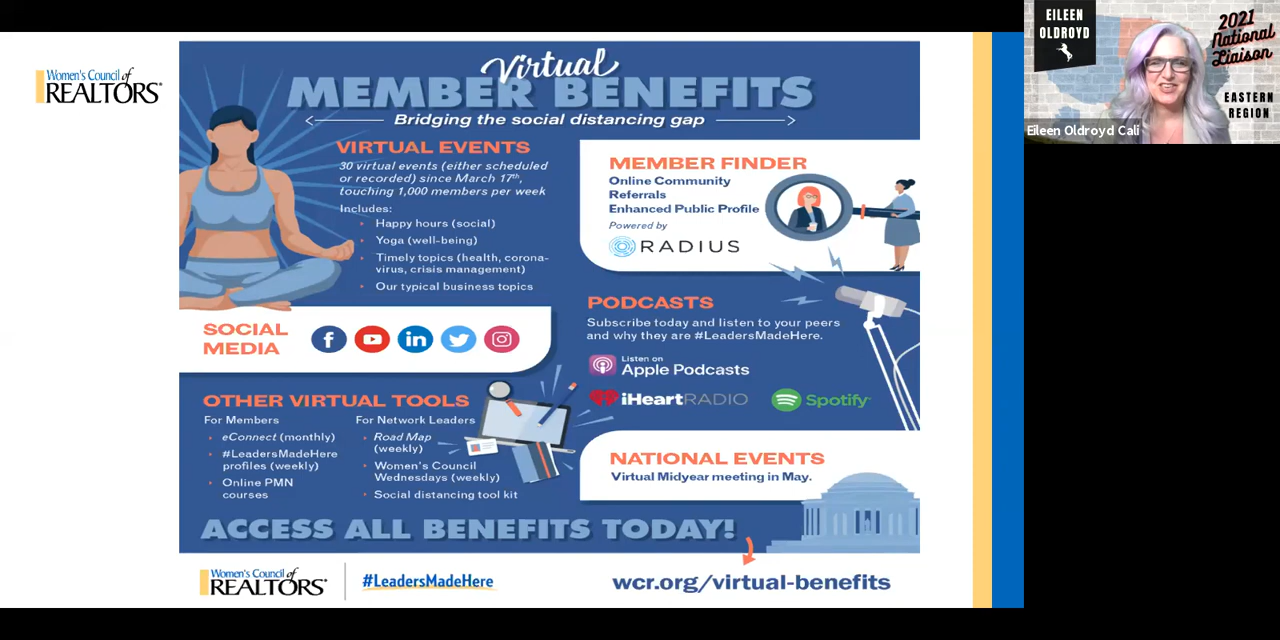 Women's Council of
REALTORS®
Virtual
MEMBER BENEFITS
Bridging the social distancing gap
VIRTUAL EVENTS
30 virtual events (either scheduled
or recorded) since March 17th,
touching 1,000 members per week
Includes:
• Happy hours (social)
• Yoga (well-being)
• Timely topics (health, corona-
virus, crisis management)
• Our typical business topics
MEMBER FINDER
Online Community
Referrals
Enhanced Public Profile
Powered by
RADIUS
SOCIAL
MEDIA
PODCASTS
Subscribe today and listen to your peers
and why they are #LeadersMadeHere.
Listen on
Apple Podcasts
iHeartRADIO
Spotify
OTHER VIRTUAL TOOLS
For Members
• eConnect (monthly)
• #LeadersMadeHere
profiles (weekly)
• Online PMN
courses
For Network Leaders
• Road Map
(weekly)
• Women's Council
Wednesdays (weekly)
• Social distancing tool kit
NATIONAL EVENTS
Virtual Midyear meeting in May.
ACCESS ALL BENEFITS TODAY!
Women's Council of
REALTORS®
#LeadersMadeHere
wcr.org/virtual-benefits
EILEEN
OLDROYD
2021
National
Liaison
EASTERN
REGION
Eileen Oldroyd Cali